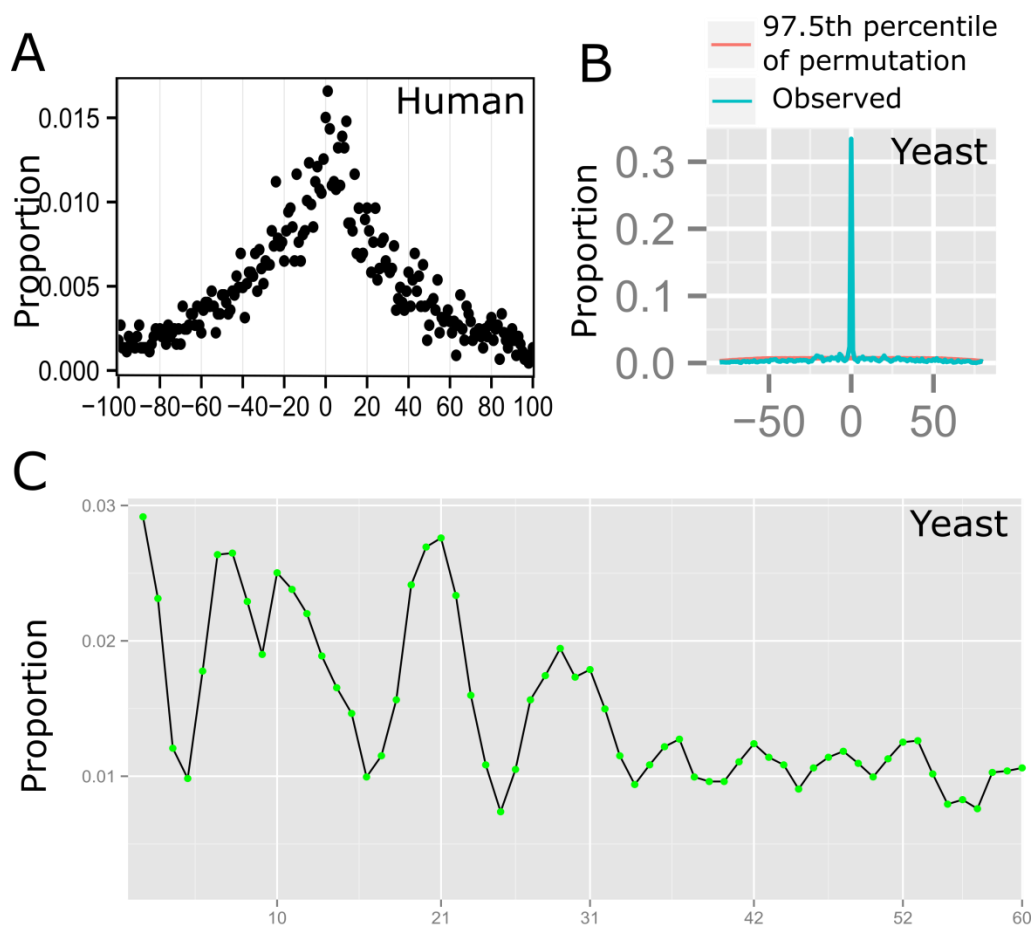 A
Human
Proportion
0.015
0.010
0.005
0.000
−100 −80 −60 −40 −20 0 20 40 60 80 100
97.5th percentile
of permutation
Observed
B
Yeast
Proportion
0.3
0.2
0.1
0.0
−50 0 50
C
Yeast
Proportion
0.03
0.02
0.01
10 21 31 42 52 60